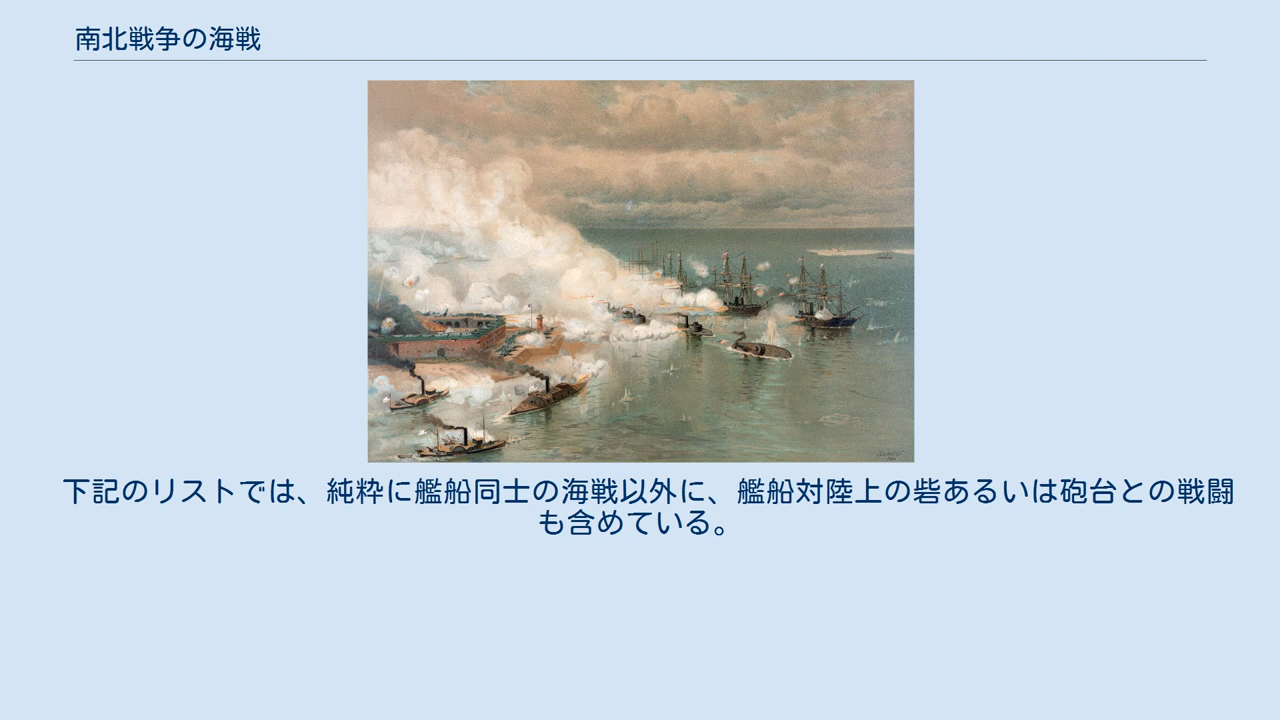 南北戦争の海戦
下記のリストでは、純粋に艦船同士の海戦以外に、艦船対陸上の砦あるいは砲台との戦闘
も含めている。